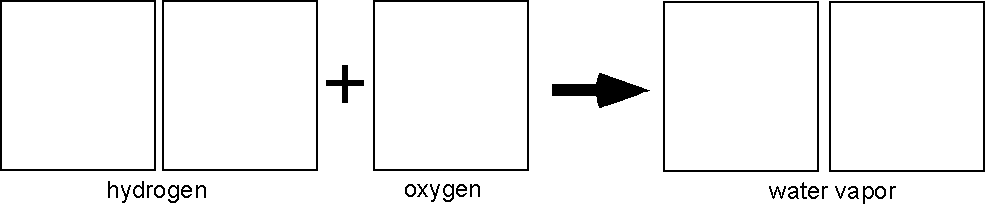 +
hydrogen
oxygen
water vapor